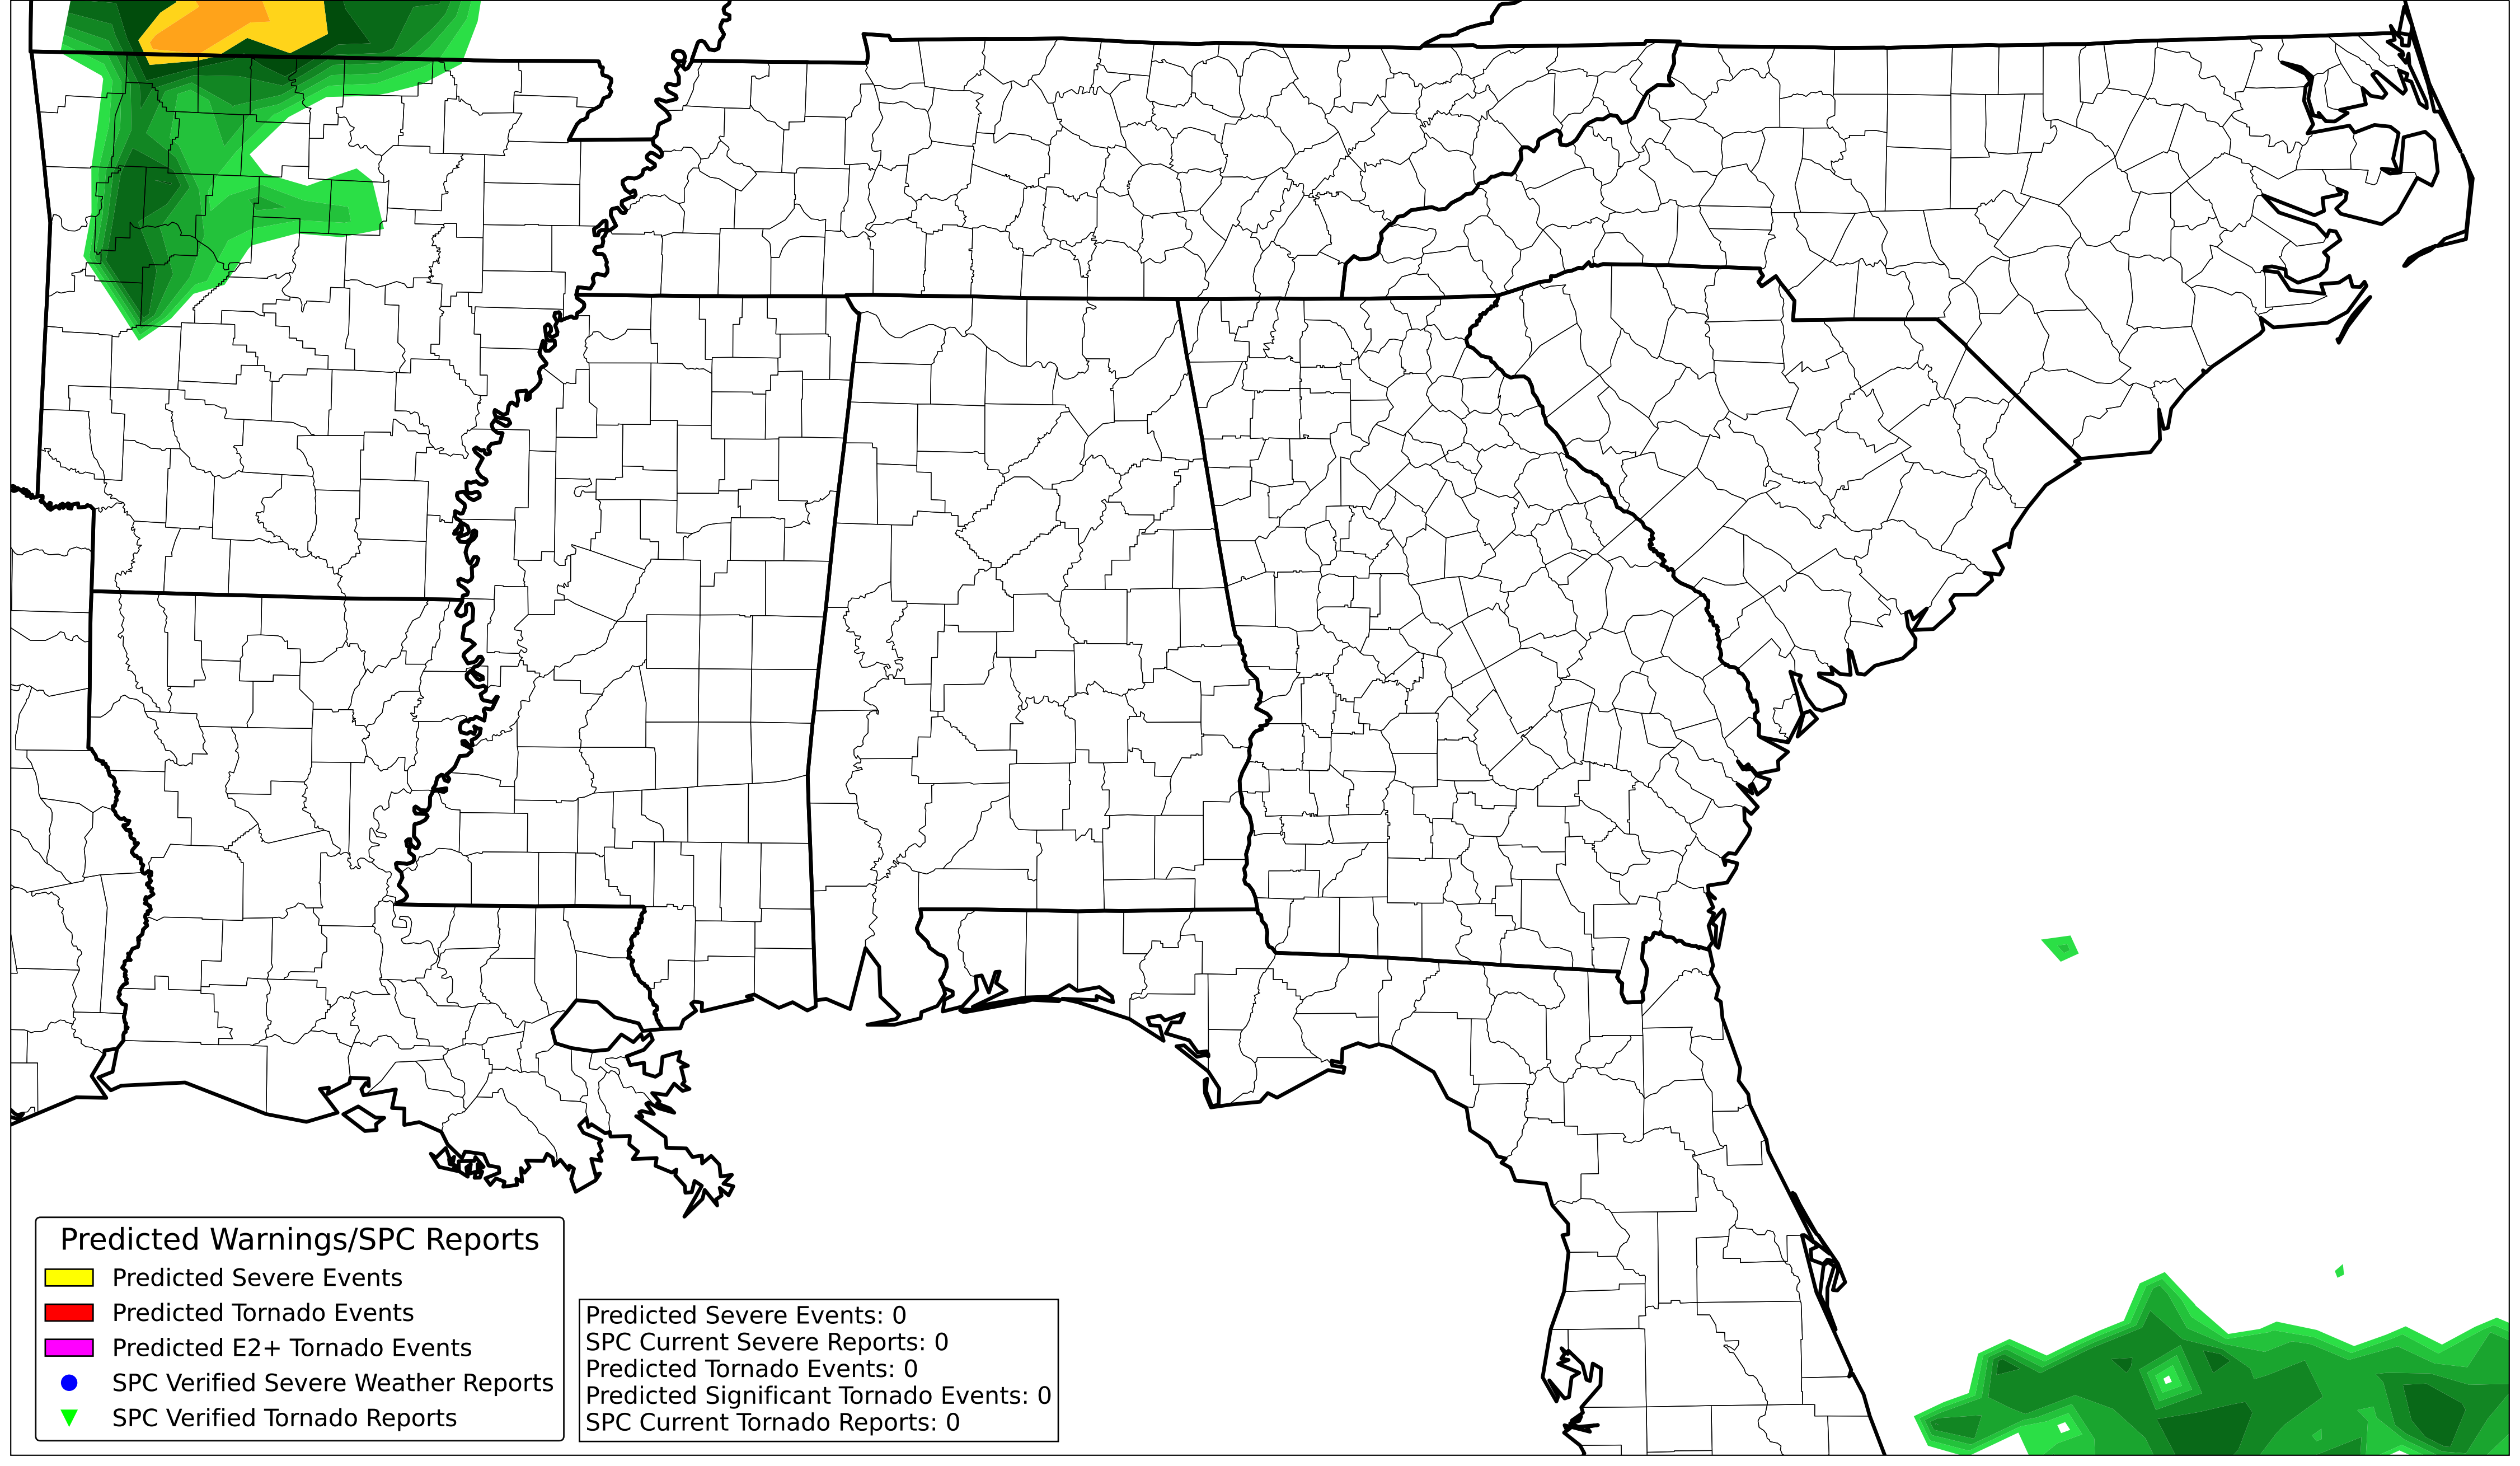 Predicted Warnings/SPC Reports
Predicted Severe Events
Predicted Tornado Events
Predicted E2+ Tornado Events
SPC Verified Severe Weather Reports
SPC Verified Tornado Reports
Predicted Severe Events: 0
SPC Current Severe Reports: 0
Predicted Tornado Events: 0
Predicted Significant Tornado Events: 0
SPC Current Tornado Reports: 0